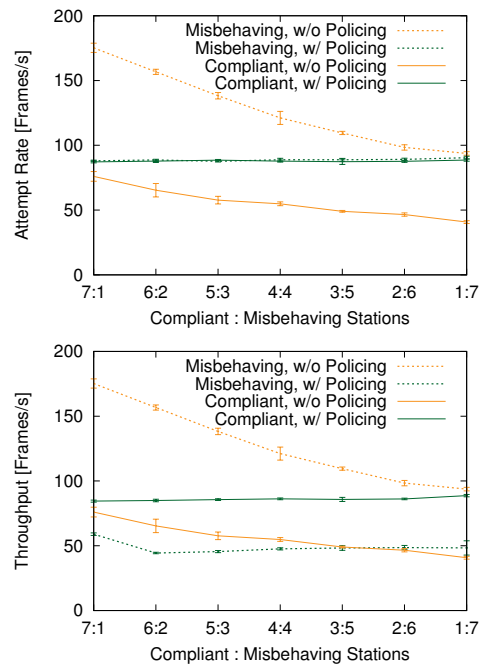 200
150
100
50
0
Attempt Rate [Frames/s]
Misbehaving, w/o Policing
Misbehaving, w/ Policing
Compliant, w/o Policing
Compliant, w/ Policing
7:1 6:2 5:3 4:4 3:5 2:6 1:7
Compliant : Misbehaving Stations
200
150
100
50
0
Throughput [Frames/s]
Misbehaving, w/o Policing
Misbehaving, w/ Policing
Compliant, w/o Policing
Compliant, w/ Policing
7:1 6:2 5:3 4:4 3:5 2:6 1:7
Compliant : Misbehaving Stations